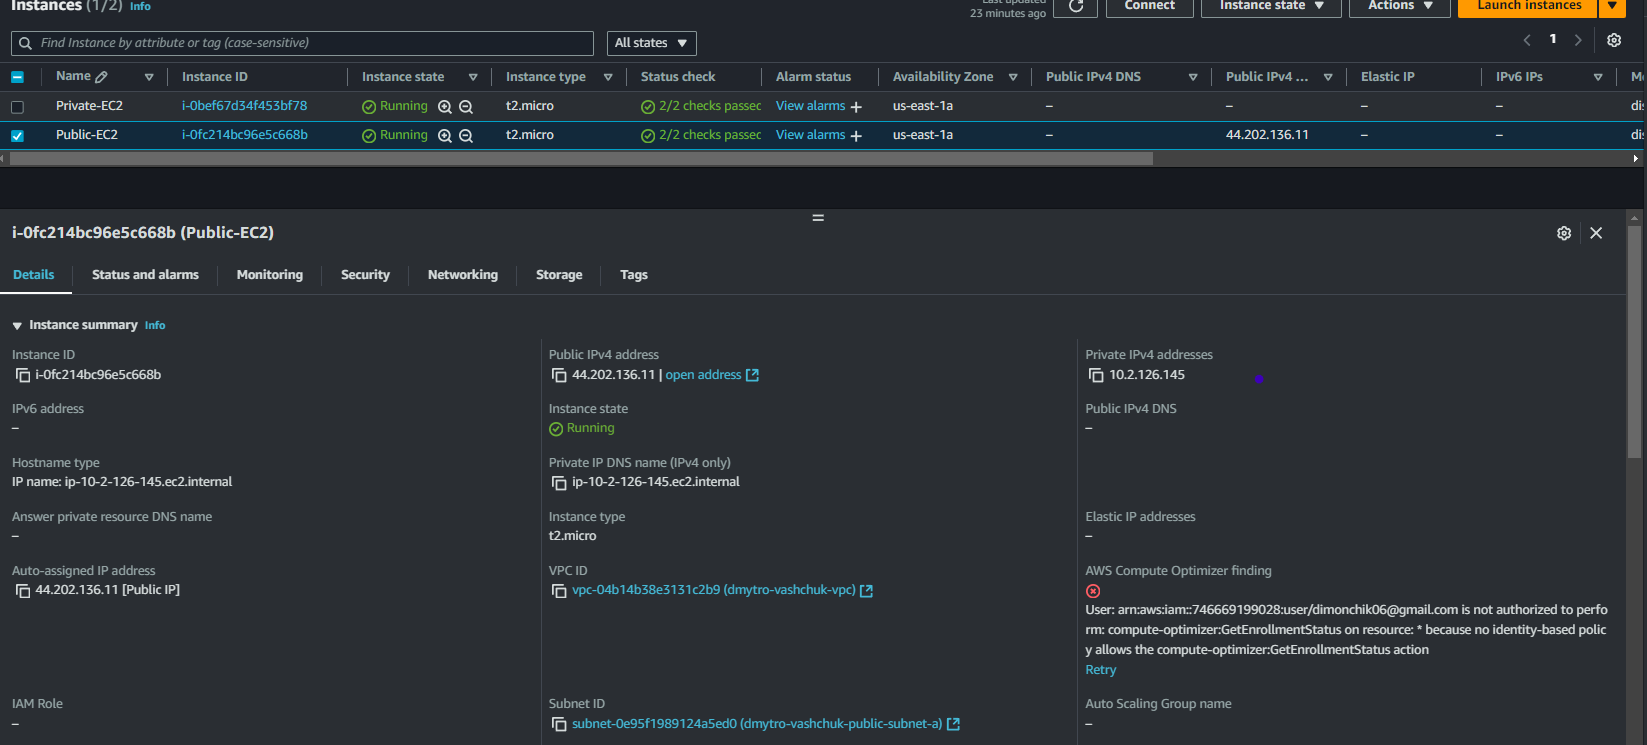 Instances (1/2) Info
Last updated
23 minutes ago
Connect
Instance state
Actions
Launch instances
Find Instance by attribute or tag (case-sensitive)
All states
1
Name Instance ID Instance state Instance type Status check Alarm status Availability Zone Public IPv4 DNS Public IPv4 ... Elastic IP IPv6 IPs
Private-EC2 i-0bef67d34f453bf78 Running t2.micro 2/2 checks passec View alarms + us-east-1a – – – –
Public-EC2 i-0fc214bc96e5c668b Running t2.micro 2/2 checks passec View alarms + us-east-1a – 44.202.136.11 – –
i-0fc214bc96e5c668b (Public-EC2)
Details Status and alarms Monitoring Security Networking Storage Tags
Instance summary Info
Instance ID
i-0fc214bc96e5c668b
Public IPv4 address
44.202.136.11 | open address
Private IPv4 addresses
10.2.126.145
IPv6 address
–
Instance state
Running
Public IPv4 DNS
–
Hostname type
IP name: ip-10-2-126-145.ec2.internal
Private IP DNS name (IPv4 only)
ip-10-2-126-145.ec2.internal
Answer private resource DNS name
–
Instance type
t2.micro
Elastic IP addresses
–
Auto-assigned IP address
44.202.136.11 [Public IP]
VPC ID
vpc-04b14b38e3131c2b9 (dmytro-vashchuk-vpc)
AWS Compute Optimizer finding
User: arn:aws:iam::746669199028:user/dimonchik06@gmail.com is not authorized to perfo
rm: compute-optimizer:GetEnrollmentStatus on resource: * because no identity-based polic
y allows the compute-optimizer:GetEnrollmentStatus action
Retry
IAM Role
–
Subnet ID
subnet-0e95f1989124a5ed0 (dmytro-vashchuk-public-subnet-a)
Auto Scaling Group name
–